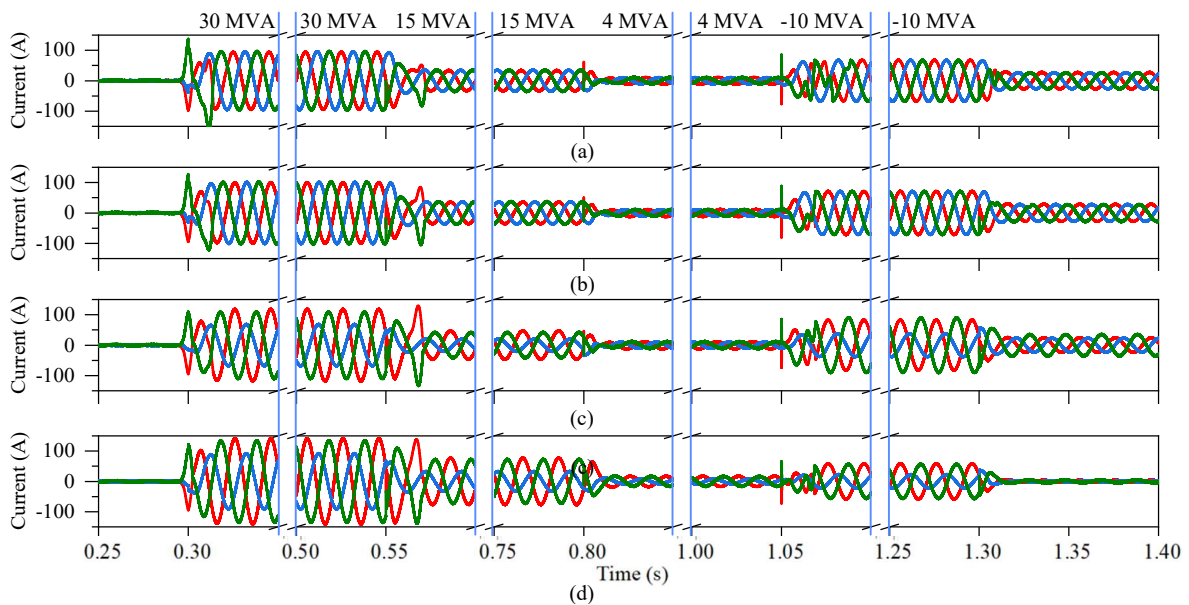 30 MVA 30 MVA 15 MVA 15 MVA 4 MVA 4 MVA -10 MVA -10 MVA
Current (A)
100
0
-100
(a)
Current (A)
100
0
-100
(b)
Current (A)
100
0
-100
(c)
Current (A)
100
0
-100
0.25 0.30 0.50 0.55 0.75 0.80 1.00 1.05 1.25 1.30 1.35 1.40
Time (s)
(d)